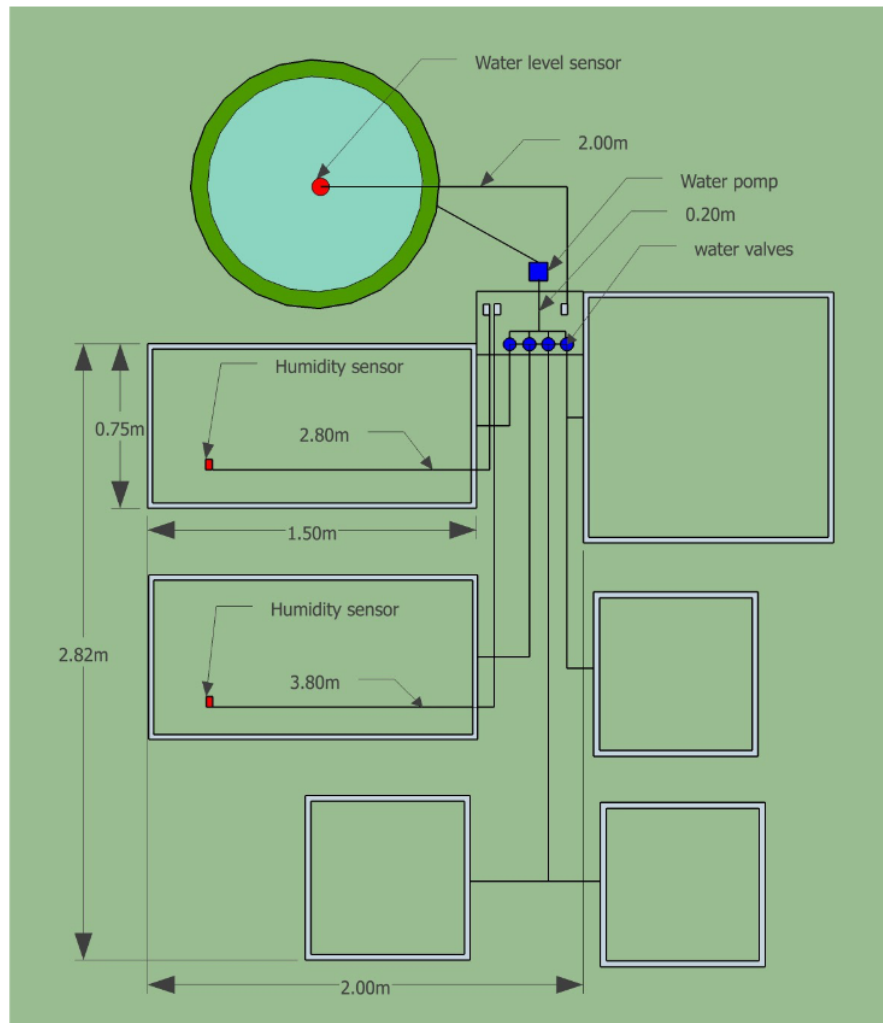 Water level sensor
2.00m
Water pomp
0.20m
water valves
Humidity sensor
0.75m
2.80m
1.50m
Humidity sensor
2.82m
3.80m
2.00m